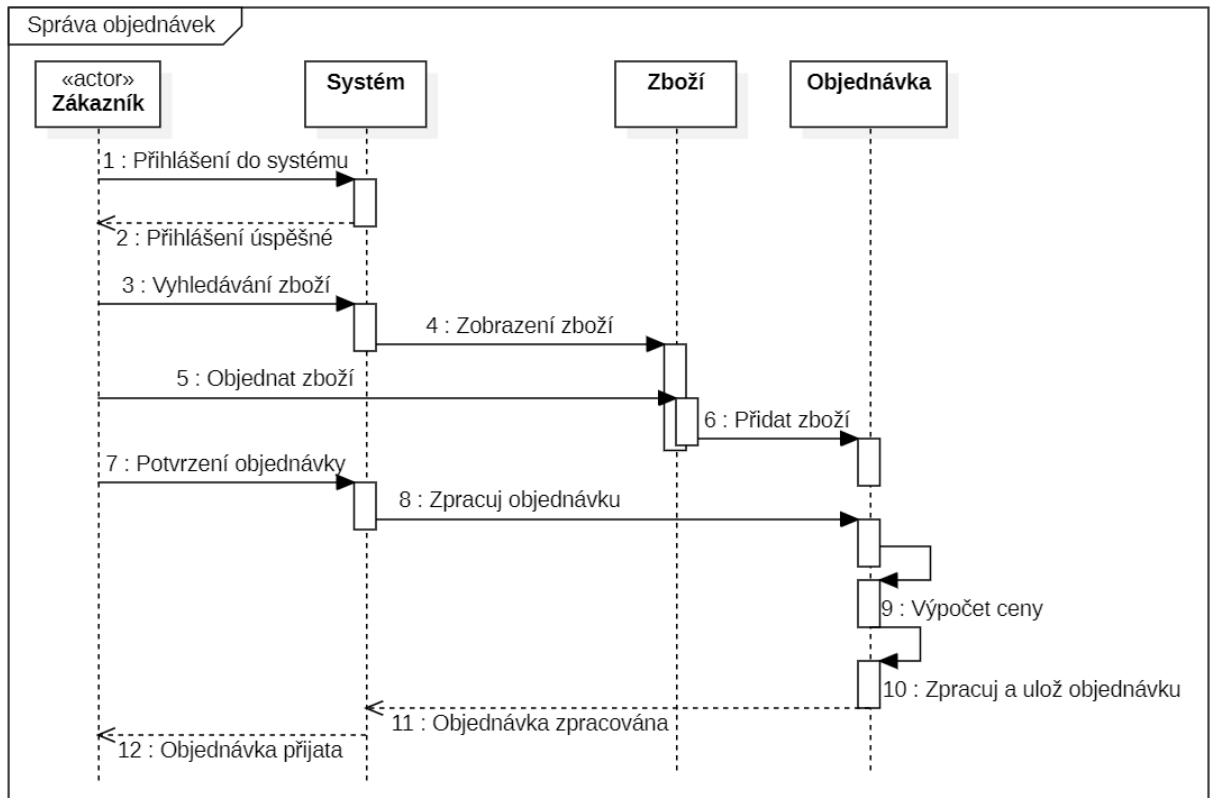 Správa objednávek
«actor»
Zákazník
Systém
Zboží
Objednávka
1 : Přihlášení do systému
2 : Přihlášení úspěšné
3 : Vyhledávání zboží
4 : Zobrazení zboží
5 : Objednat zboží
6 : Přidat zboží
7 : Potvrzení objednávky
8 : Zpracuj objednávku
9 : Výpočet ceny
10 : Zpracuj a ulož objednávku
11 : Objednávka zpracována
12 : Objednávka přijata